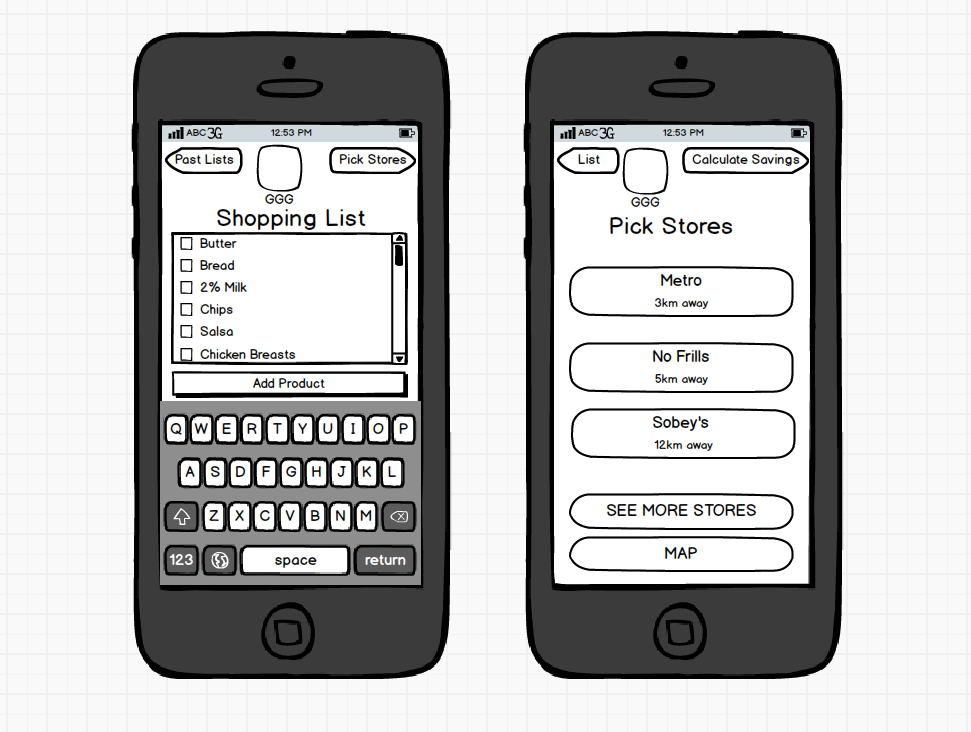 ABC 3G 12:53 PM
Past Lists
Pick Stores
GGG
Shopping List
Butter
Bread
2% Milk
Chips
Salsa
Chicken Breasts
Add Product
Q W E R T Y U I O P
A S D F G H J K L
Z X C V B N M
123 space return
ABC 3G 12:53 PM
List
Calculate Savings
GGG
Pick Stores
Metro
3km away
No Frills
5km away
Sobey's
12km away
SEE MORE STORES
MAP